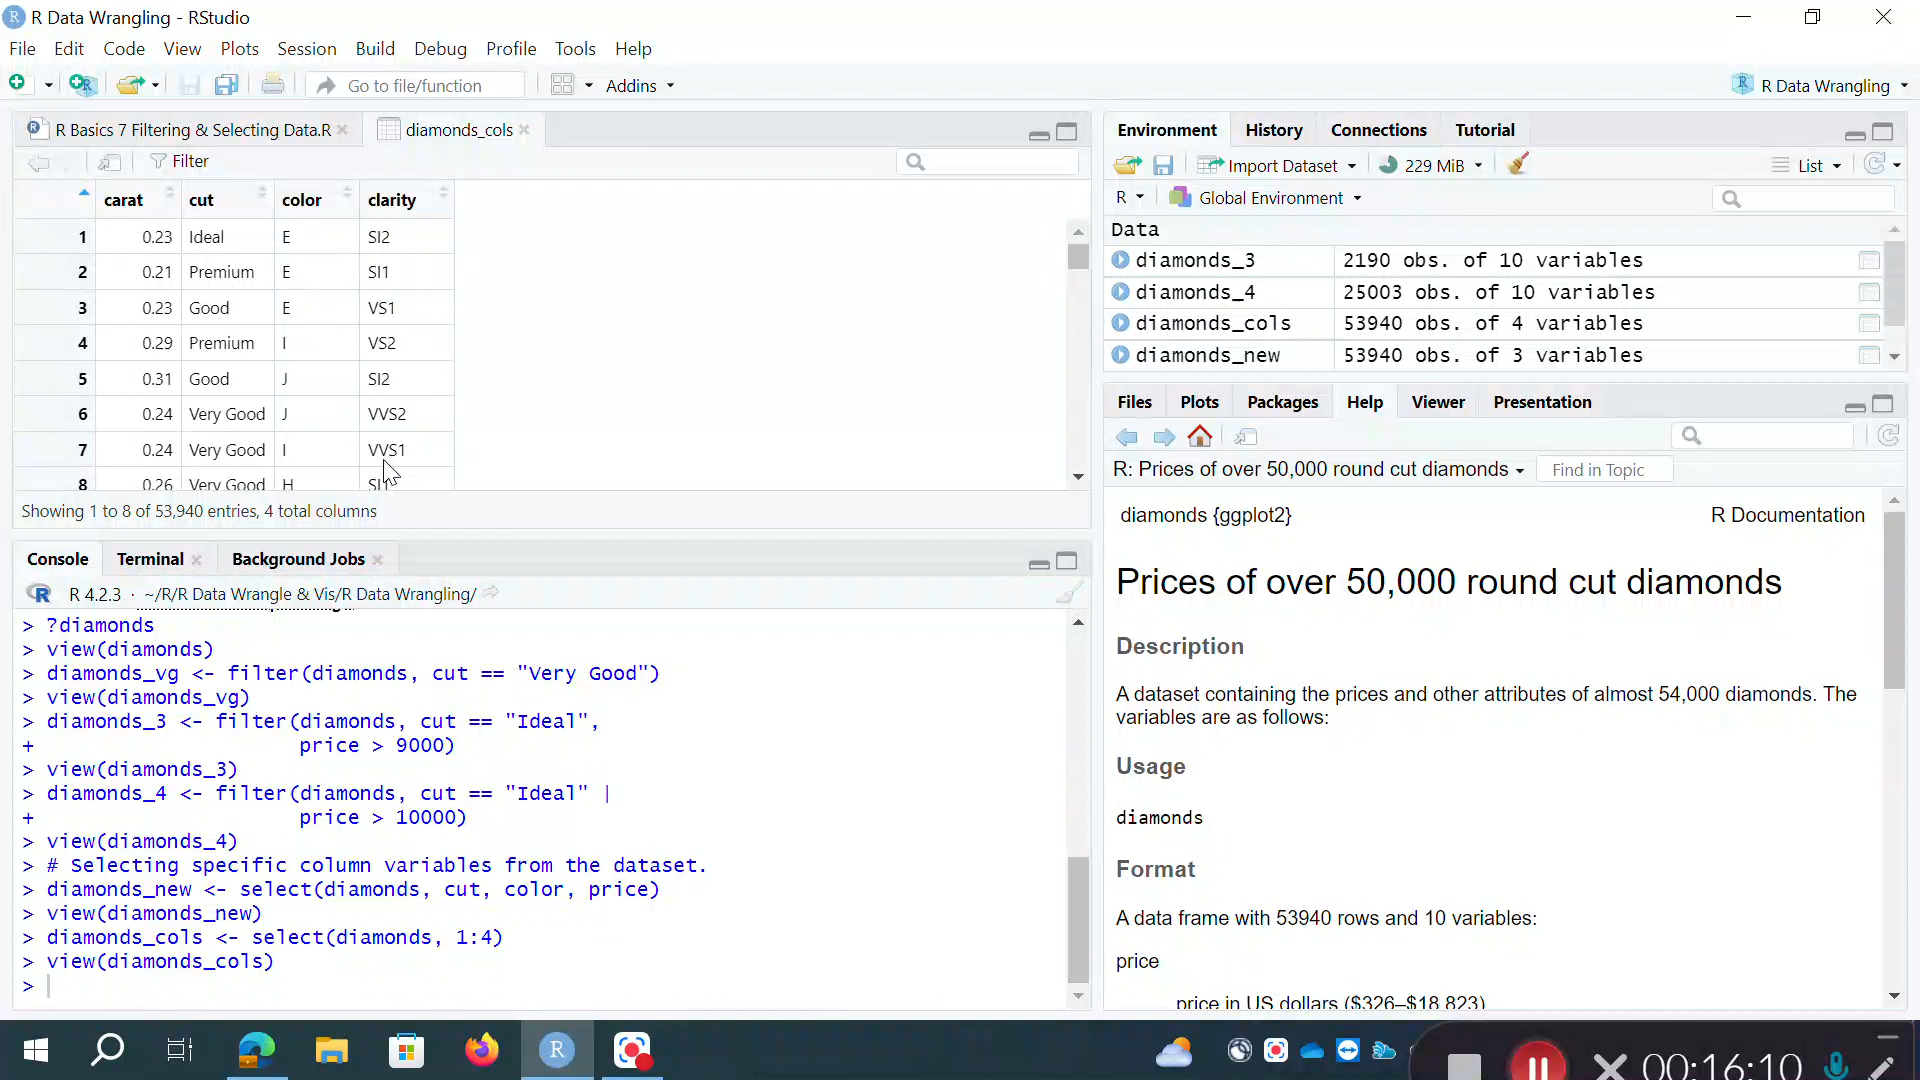 R Data Wrangling - RStudio
File Edit Code View Plots Session Build Debug Profile Tools Help
Go to file/function Addins R Data Wrangling
R Basics 7 Filtering & Selecting Data.R diamonds_cols
Filter
carat cut color clarity
1 0.23 Ideal E SI2
2 0.21 Premium E SI1
3 0.23 Good E VS1
4 0.29 Premium I VS2
5 0.31 Good J SI2
6 0.24 Very Good J VVS2
7 0.24 Very Good I VVS1
8 0.26 Very Good H SI1
Showing 1 to 8 of 53,940 entries, 4 total columns
Console Terminal Background Jobs
R 4.2.3 · ~/R/R Data Wrangle & Vis/R Data Wrangling/
> ?diamonds
> view(diamonds)
> diamonds_vg <- filter(diamonds, cut == "Very Good")
> view(diamonds_vg)
> diamonds_3 <- filter(diamonds, cut == "Ideal",
+ price > 9000)
> view(diamonds_3)
> diamonds_4 <- filter(diamonds, cut == "Ideal" |
+ price > 10000)
> view(diamonds_4)
> # Selecting specific column variables from the dataset.
> diamonds_new <- select(diamonds, cut, color, price)
> view(diamonds_new)
> diamonds_cols <- select(diamonds, 1:4)
> view(diamonds_cols)
>
Environment History Connections Tutorial
Import Dataset 229 MiB List
R Global Environment
Data
diamonds_3 2190 obs. of 10 variables
diamonds_4 25003 obs. of 10 variables
diamonds_cols 53940 obs. of 4 variables
diamonds_new 53940 obs. of 3 variables
Files Plots Packages Help Viewer Presentation
R: Prices of over 50,000 round cut diamonds Find in Topic
diamonds {ggplot2} R Documentation
Prices of over 50,000 round cut diamonds
Description
A dataset containing the prices and other attributes of almost 54,000 diamonds. The
variables are as follows:
Usage
diamonds
Format
A data frame with 53940 rows and 10 variables:
price
price in US dollars ($326–$18,823)
00:16:10